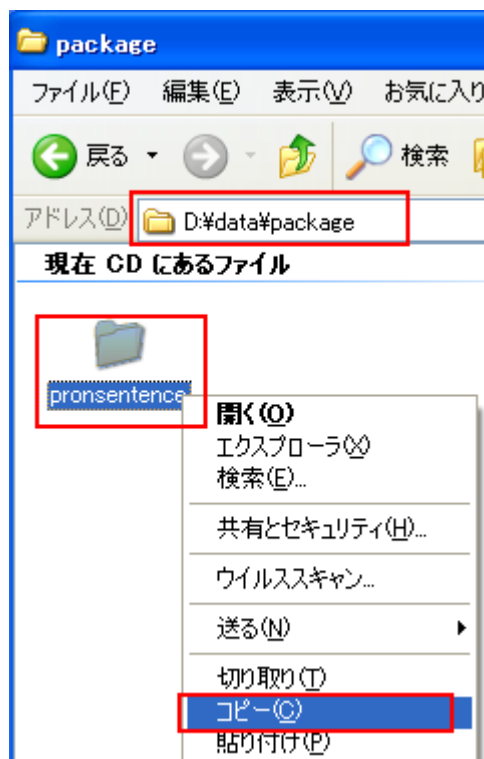 package
ファイル(F) 編集(E) 表示(V) お気に入り
戻る 検索
アドレス(D) D:¥data¥package
現在 CD にあるファイル
pronsentence
開く(O)
エクスプローラ(X)
検索(E)...
共有とセキュリティ(H)...
ウイルススキャン...
送る(N)
切り取り(T)
コピー(C)
貼り付け(P)